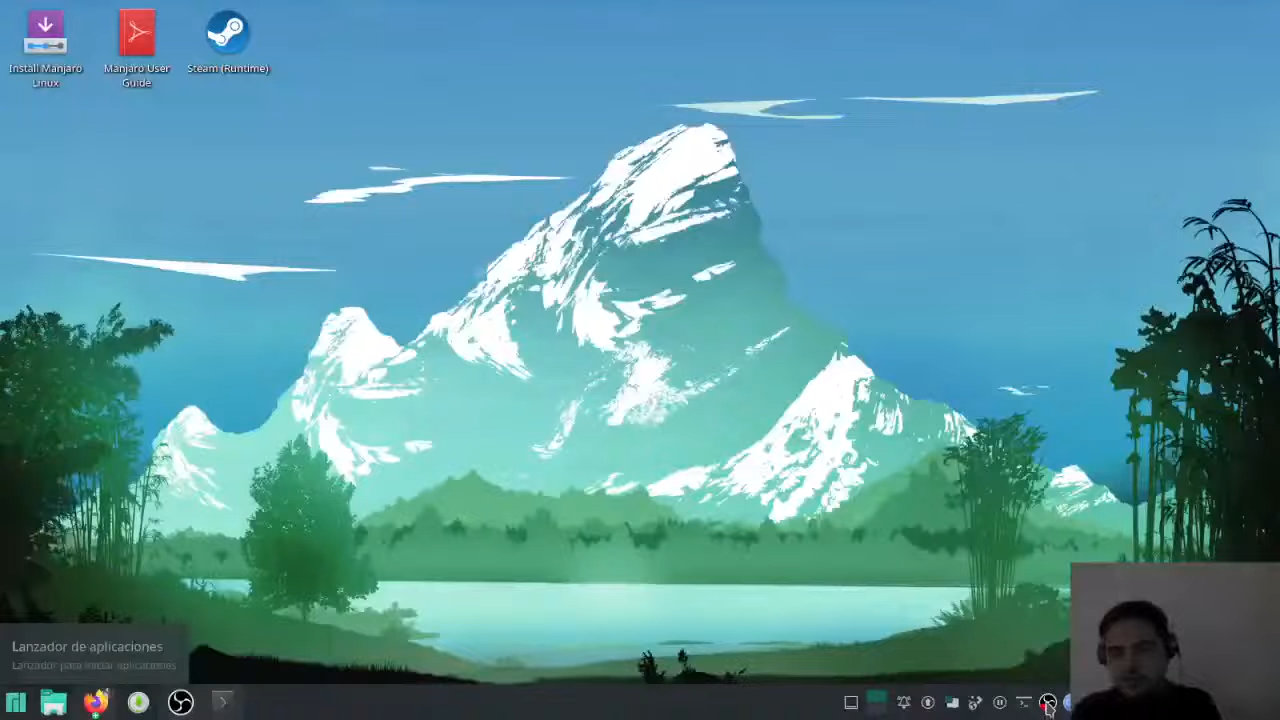 Install Manjaro
Linux
Manjaro User
Guide
Steam (Runtime)
Lanzador de aplicaciones
Lanzador para iniciar aplicaciones